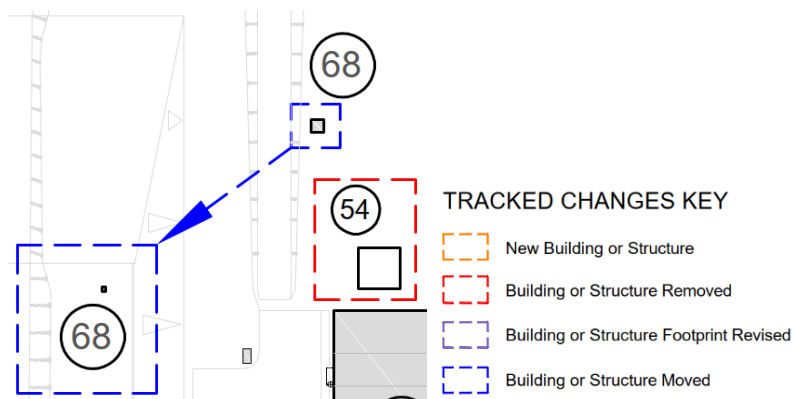 68
54
68
TRACKED CHANGES KEY
New Building or Structure
Building or Structure Removed
Building or Structure Footprint Revised
Building or Structure Moved